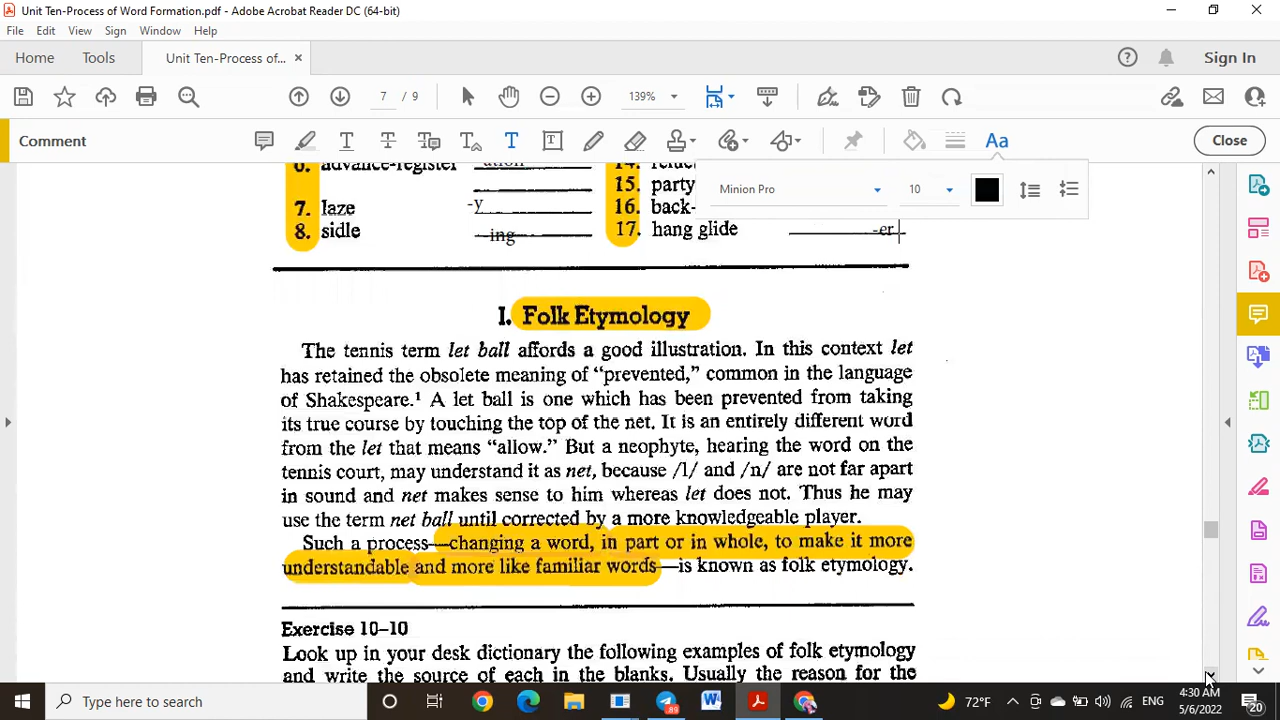 Unit Ten-Process of Word Formation.pdf - Adobe Acrobat Reader DC (64-bit)
File Edit View Sign Window Help
Home Tools Unit Ten-Process of... Sign In
7 / 9 139%
Comment Close
6. advance-register -ation 14.
Minion Pro 10
15. party
7. laze -y 16. back-
8. sidle -ing 17. hang glide -er
I. Folk Etymology
The tennis term let ball affords a good illustration. In this context let
has retained the obsolete meaning of “prevented,” common in the language
of Shakespeare.¹ A let ball is one which has been prevented from taking
its true course by touching the top of the net. It is an entirely different word
from the let that means “allow.” But a neophyte, hearing the word on the
tennis court, may understand it as net, because /l/ and /n/ are not far apart
in sound and net makes sense to him whereas let does not. Thus he may
use the term net ball until corrected by a more knowledgeable player.
Such a process—changing a word, in part or in whole, to make it more
understandable and more like familiar words—is known as folk etymology.
Exercise 10–10
Look up in your desk dictionary the following examples of folk etymology
and write the source of each in the blanks. Usually the reason for the
Type here to search 89 72°F ENG 4:30 AM
5/6/2022 20